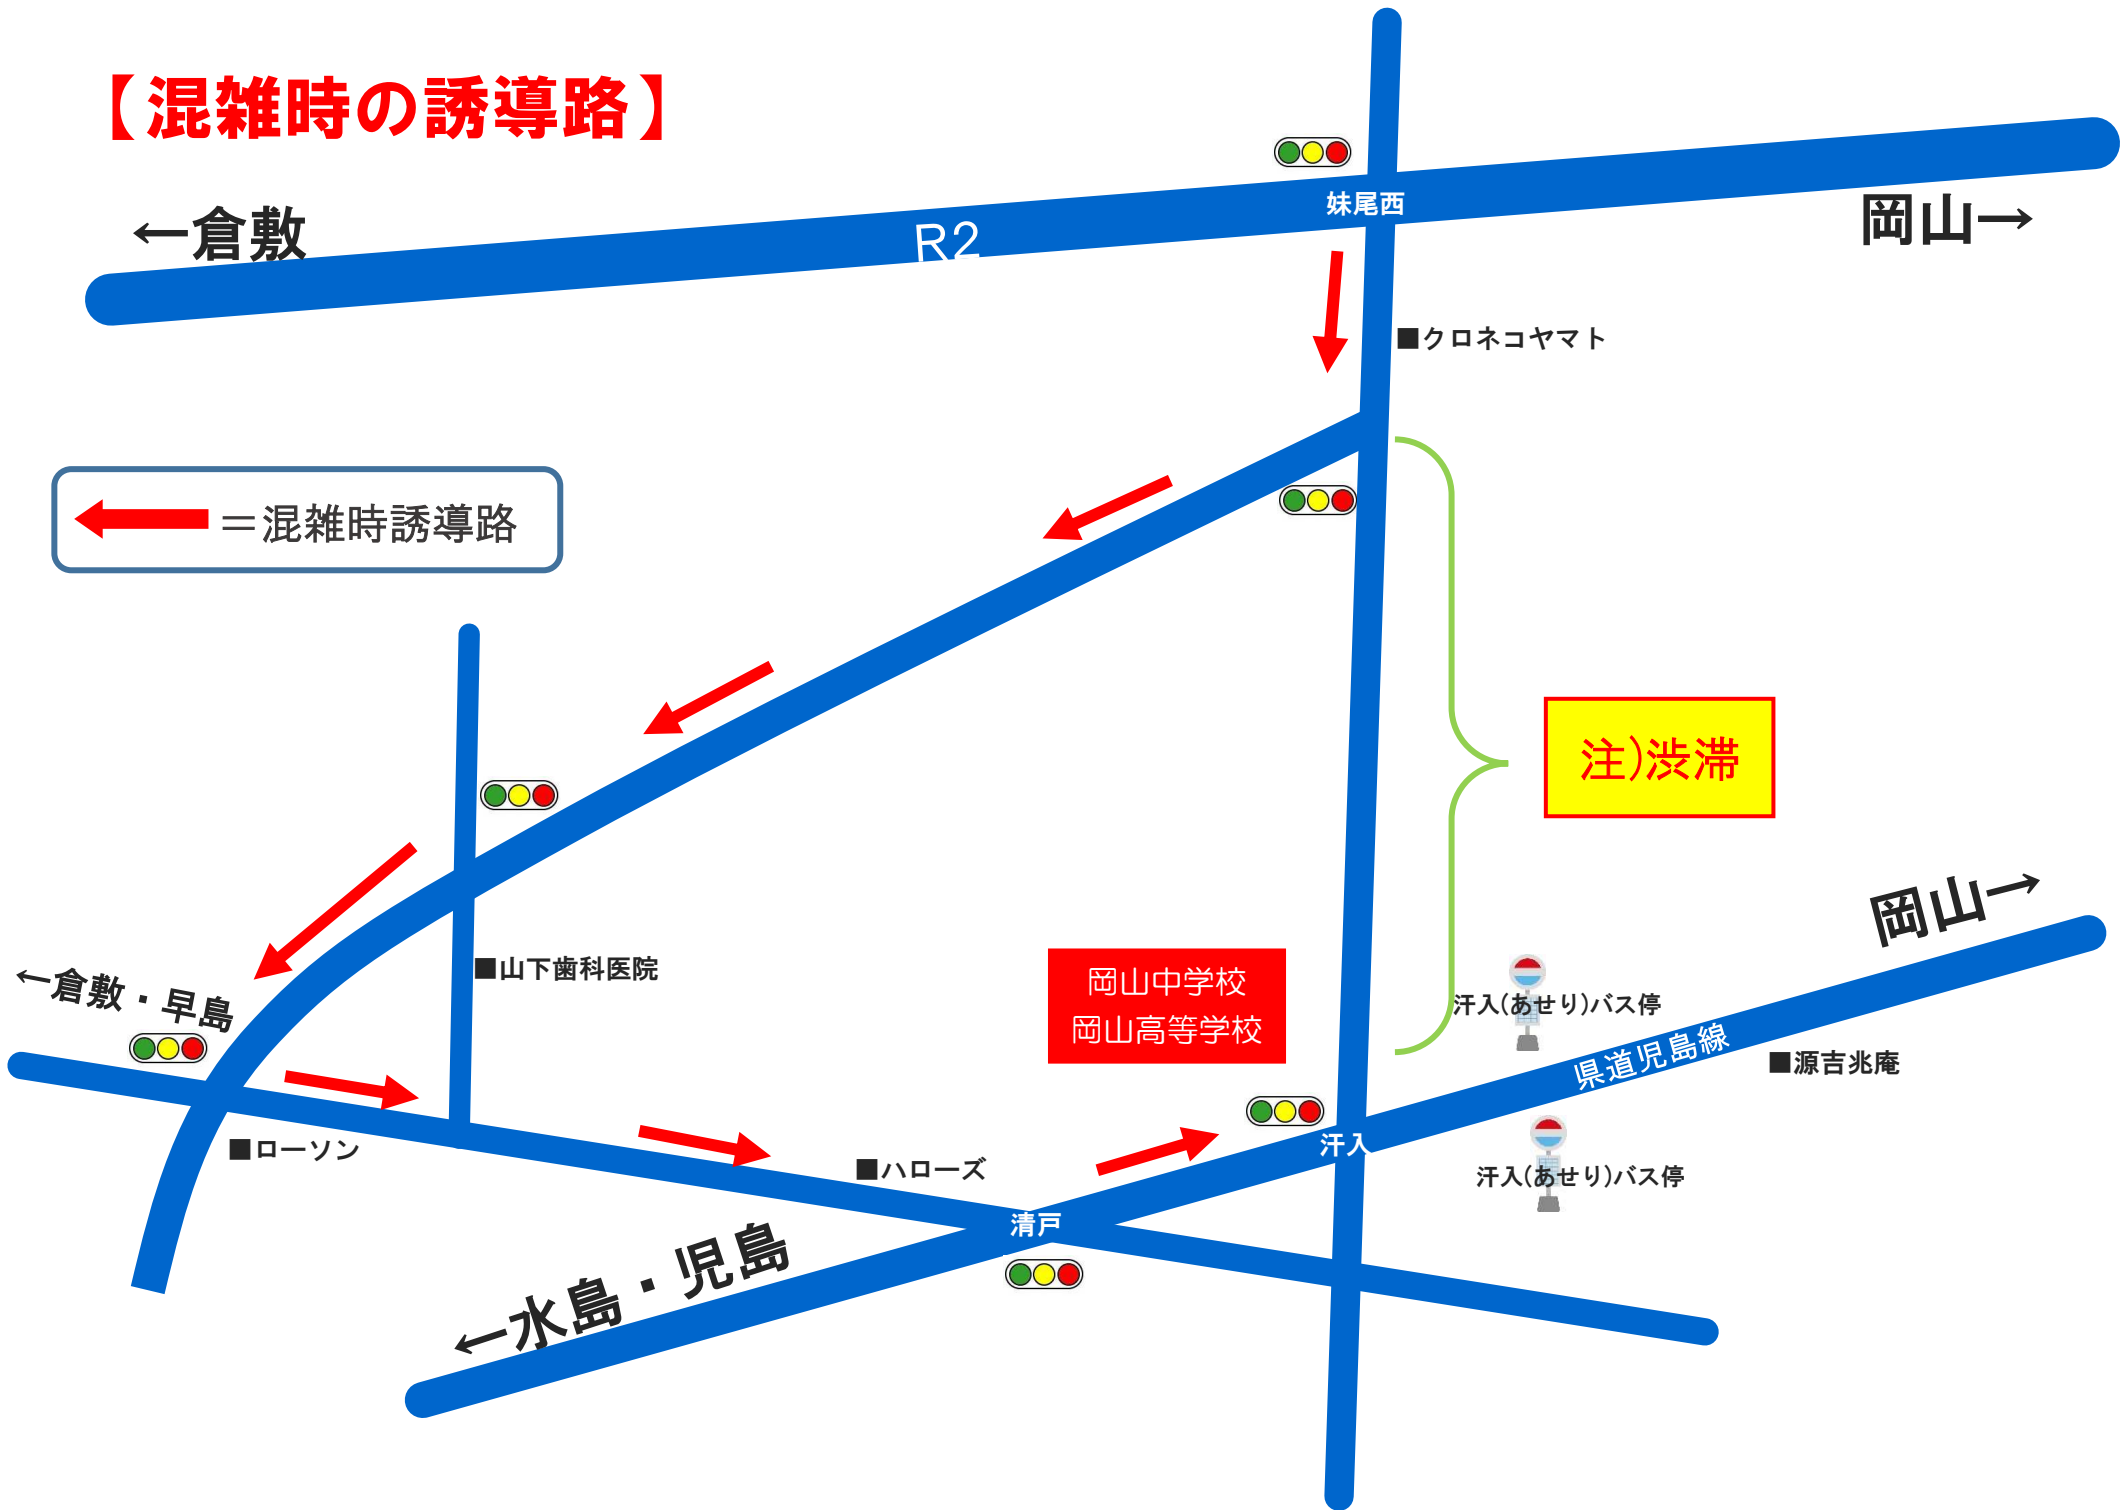 【混雑時の誘導路】
←倉敷
R2
妹尾西
岡山→
■クロネコヤマト
＝混雑時誘導路
注)渋滞
岡山→
■山下歯科医院
岡山中学校
岡山高等学校
←倉敷・早島
汗入(あせり)バス停
県道児島線
■源吉兆庵
■ローソン
汗入
■ハローズ
汗入(あせり)バス停
清戸
←水島・児島